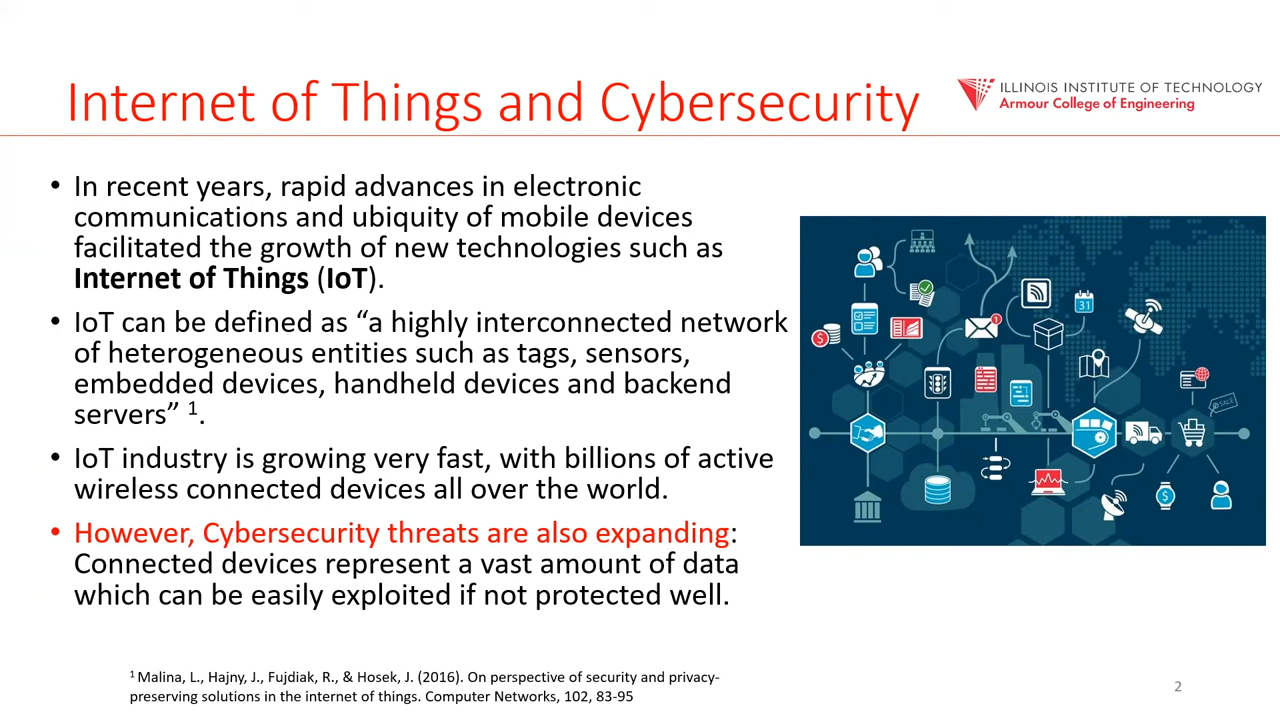 Internet of Things and Cybersecurity
ILLINOIS INSTITUTE OF TECHNOLOGY
Armour College of Engineering
• In recent years, rapid advances in electronic
communications and ubiquity of mobile devices
facilitated the growth of new technologies such as
Internet of Things (IoT).
• IoT can be defined as “a highly interconnected network
of heterogeneous entities such as tags, sensors,
embedded devices, handheld devices and backend
servers” 1.
• IoT industry is growing very fast, with billions of active
wireless connected devices all over the world.
• However, Cybersecurity threats are also expanding:
Connected devices represent a vast amount of data
which can be easily exploited if not protected well.
1
31
$
SALE
$
1 Malina, L., Hajny, J., Fujdiak, R., & Hosek, J. (2016). On perspective of security and privacy-
preserving solutions in the internet of things. Computer Networks, 102, 83-95
2